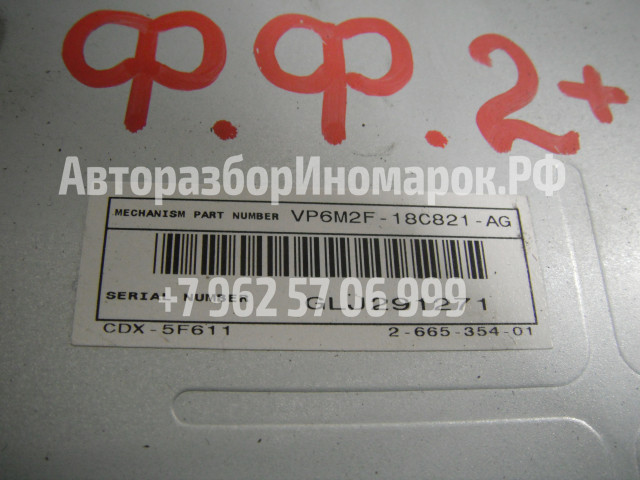 Ф.Ф.2+
АвторазборИномарок.РФ
MECHANISM PART NUMBER VP6M2F-18C821-AG
+7 962 57 06 999
SERIAL NUMBER GLJ291271
CDX-5F611 2-665-354-01